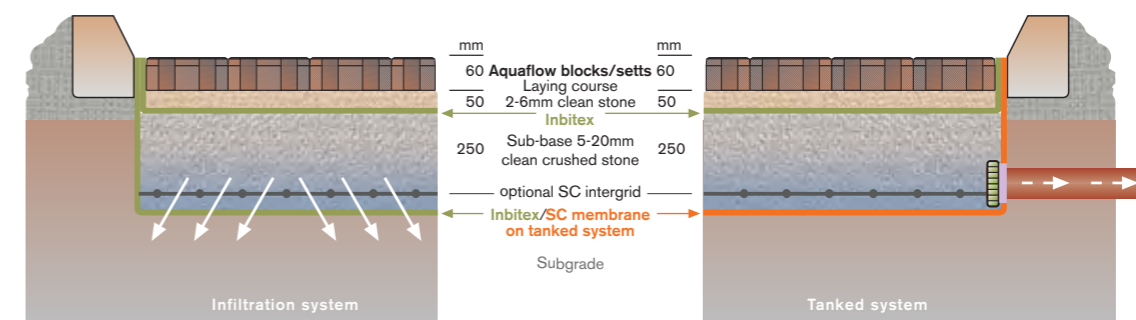 mm mm
60 Aquaflow blocks/setts 60
Laying course
50 2-6mm clean stone 50
Inbitex
250 Sub-base 5-20mm 250
clean crushed stone
optional SC intergrid
Inbitex/SC membrane
on tanked system
Subgrade
Infiltration system
Tanked system